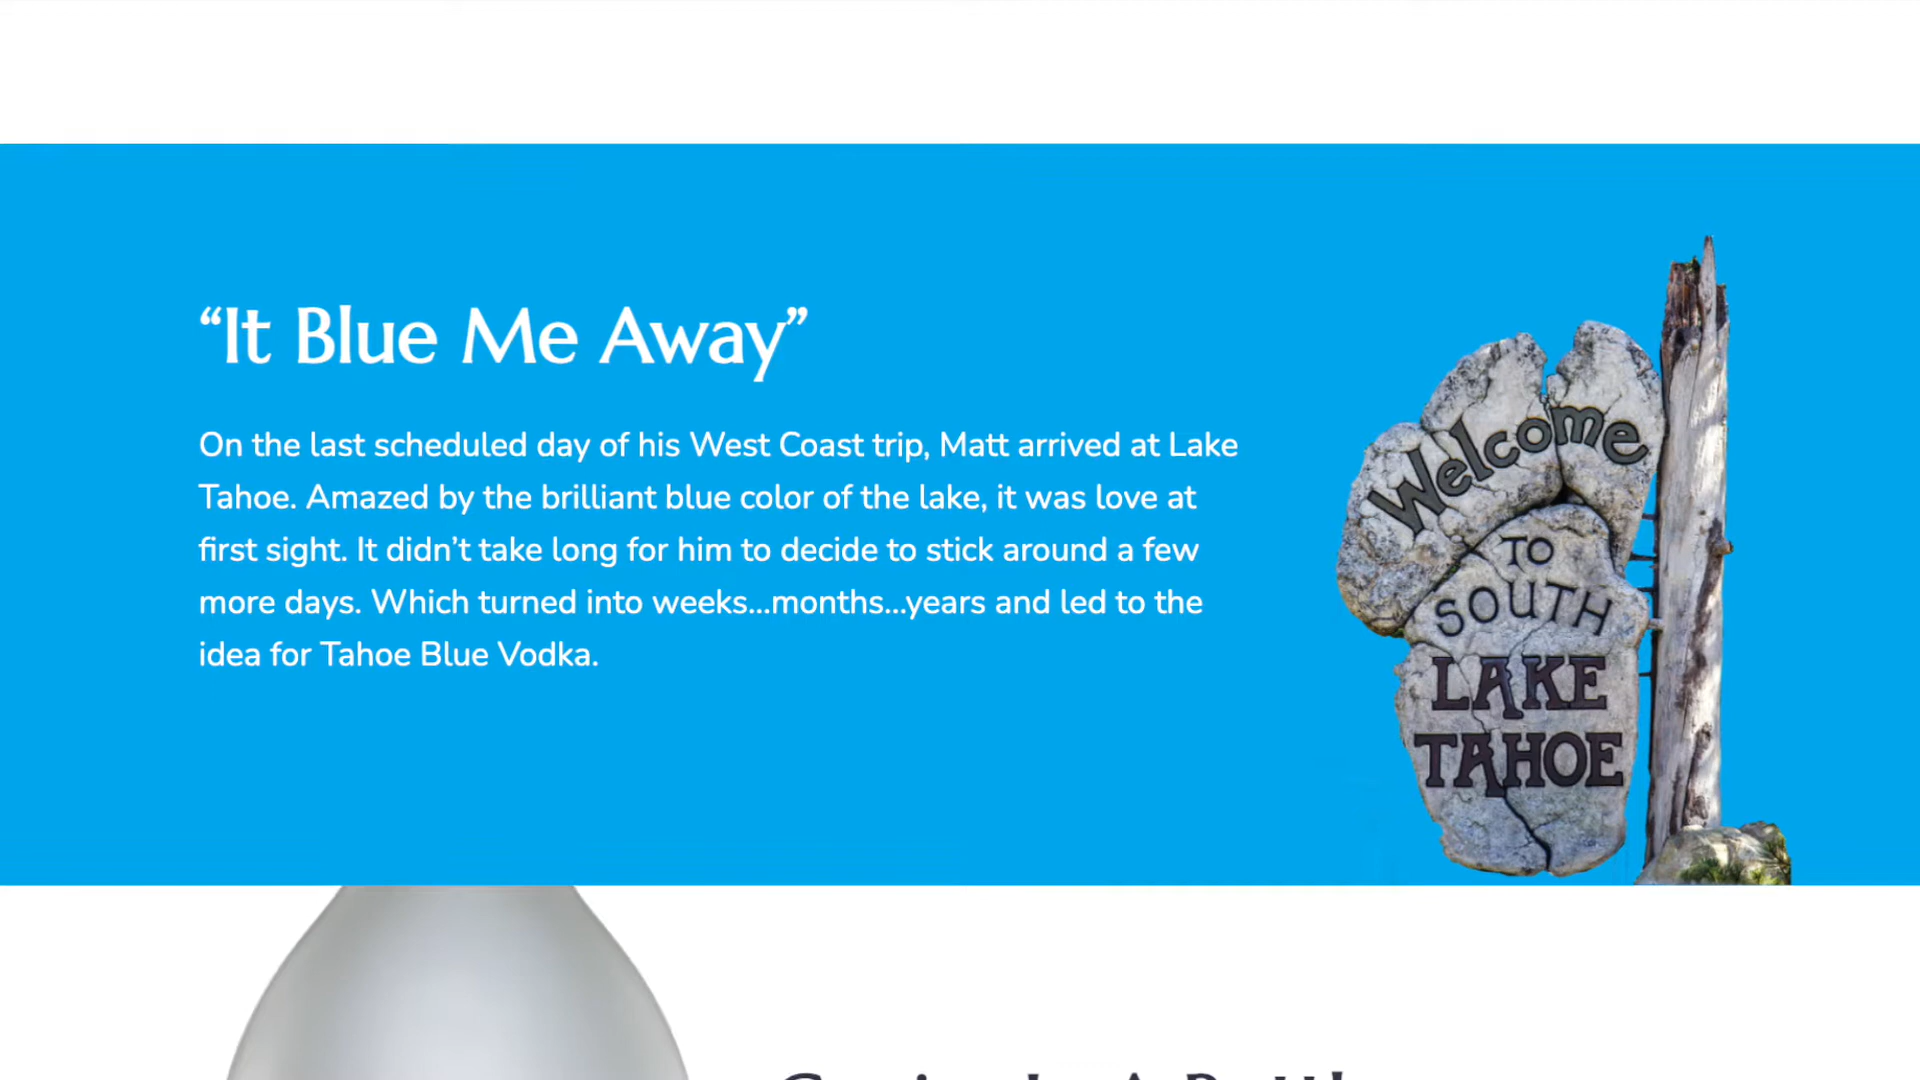 “It Blue Me Away”
On the last scheduled day of his West Coast trip, Matt arrived at Lake
Tahoe. Amazed by the brilliant blue color of the lake, it was love at
first sight. It didn’t take long for him to decide to stick around a few
more days. Which turned into weeks...months...years and led to the
idea for Tahoe Blue Vodka.
Welcome
TO
SOUTH
LAKE
TAHOE